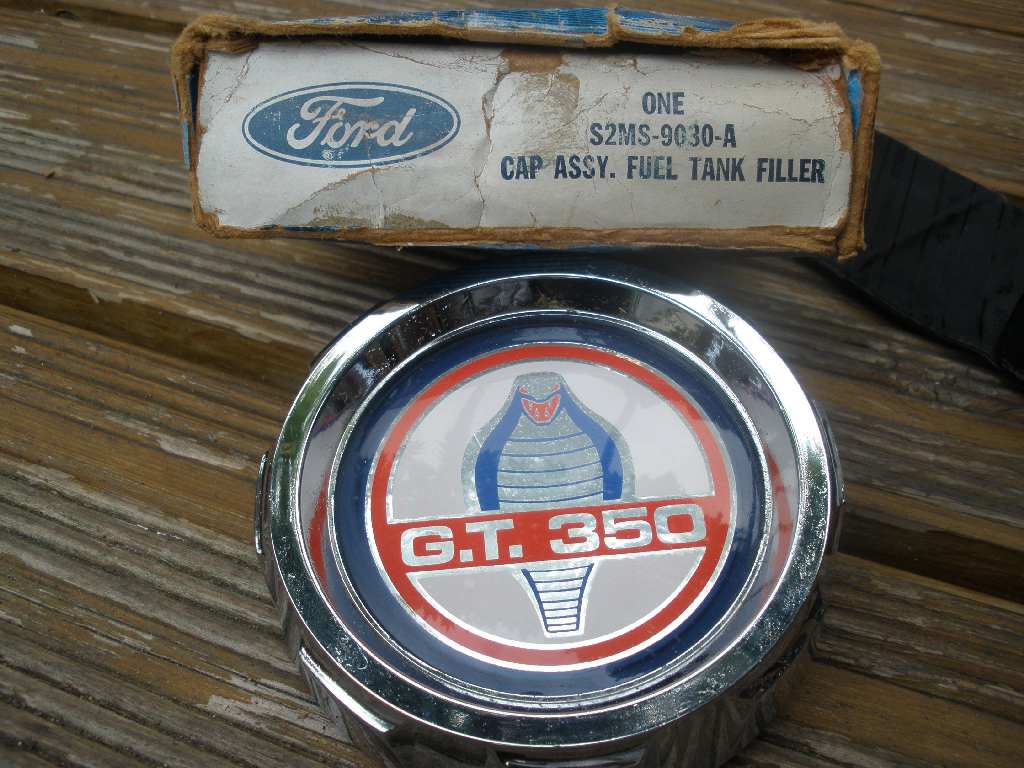 Ford
ONE
S2MS-9030-A
CAP ASSY. FUEL TANK FILLER
G.T. 350